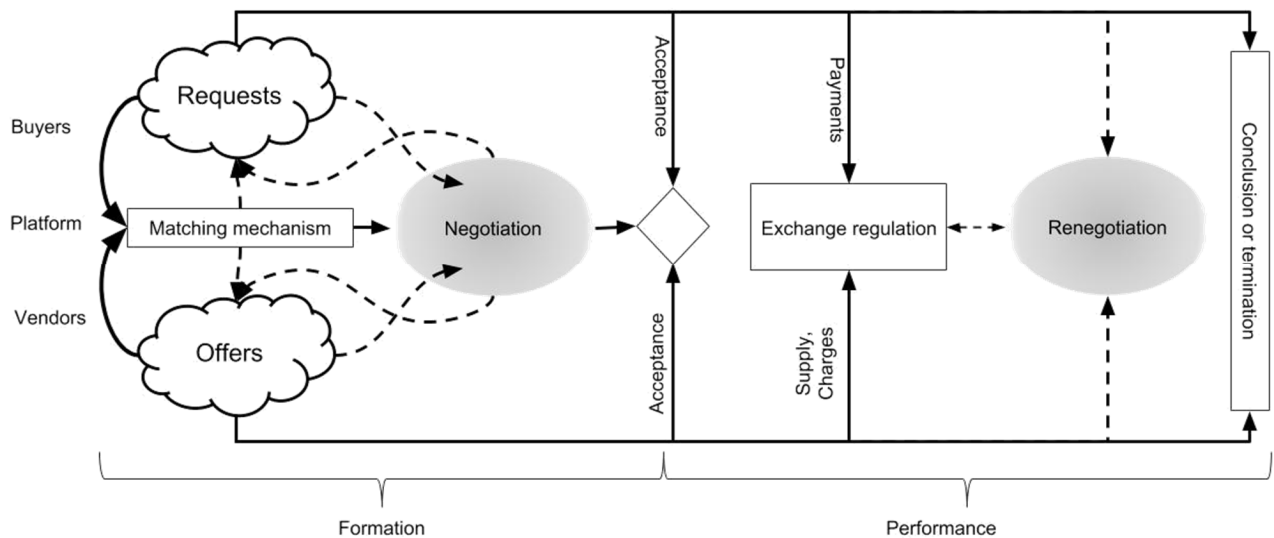 Requests
Buyers
Platform
Matching mechanism
Negotiation
Vendors
Offers
Acceptance
Acceptance
Payments
Exchange regulation
Supply,
Charges
Renegotiation
Conclusion or termination
Formation
Performance